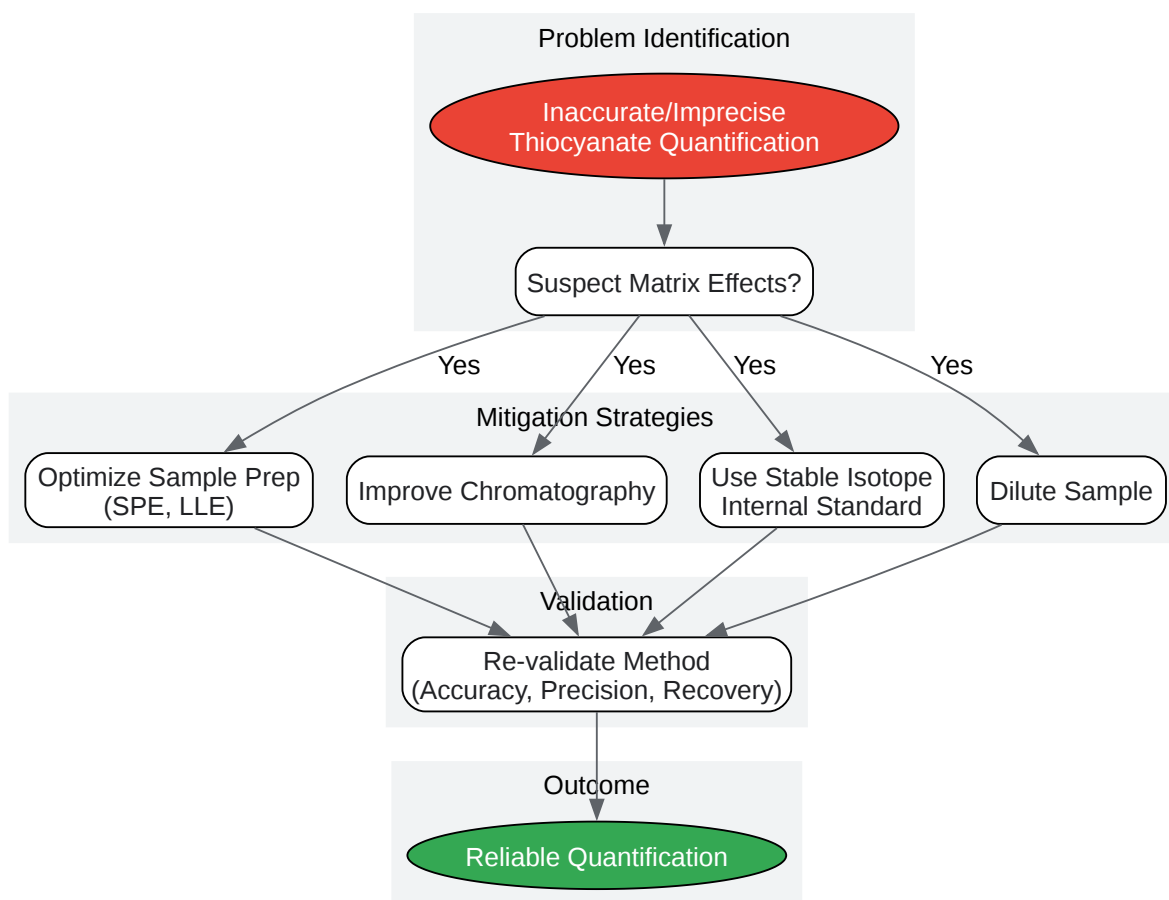 Problem Identification
Inaccurate/Imprecise
Thiocyanate Quantification
Suspect Matrix Effects?
Yes
Yes
Yes
Yes
Mitigation Strategies
Optimize Sample Prep
(SPE, LLE)
Improve Chromatography
Use Stable Isotope
Internal Standard
Dilute Sample
Validation
Re-validate Method
(Accuracy, Precision, Recovery)
Outcome
Reliable Quantification